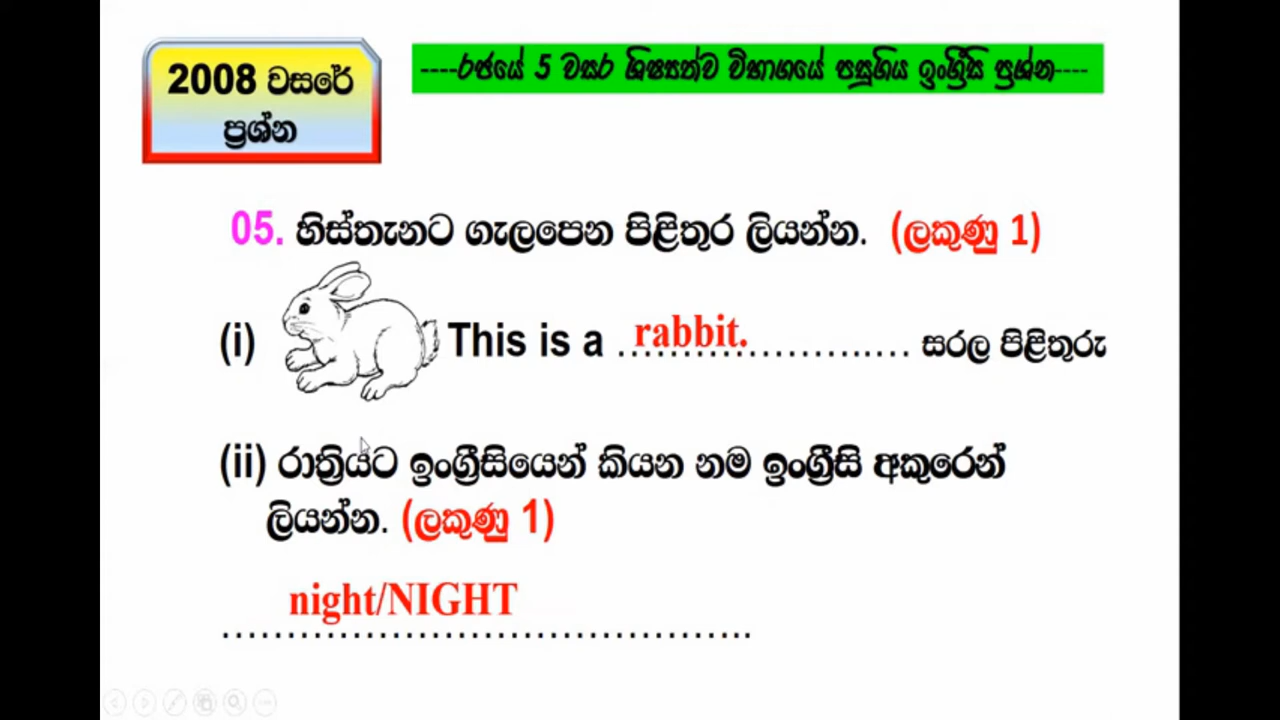 2008 වසරේ
ප්‍රශ්න
----රජයේ 5 වසර ශිෂ්‍යත්ව විභාගයේ පසුගිය ඉංග්‍රීසි ප්‍රශ්න----
05. හිස්තැනට ගැලපෙන පිළිතුර ලියන්න. (ලකුණු 1)
(i) This is a rabbit. ………………..…. සරල පිළිතුරු
(ii) රාත්‍රියට ඉංග්‍රීසියෙන් කියන නම ඉංග්‍රීසි අකුරෙන්
ලියන්න. (ලකුණු 1)
night/NIGHT
…………………………………..